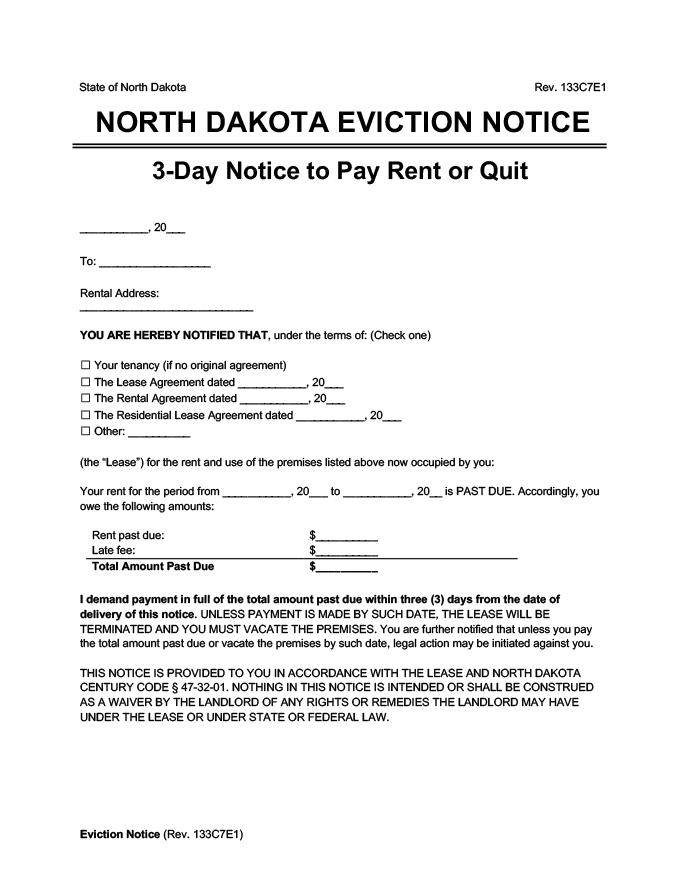 State of North Dakota Rev. 133C7E1
NORTH DAKOTA EVICTION NOTICE
3-Day Notice to Pay Rent or Quit
___________, 20___
To: __________________
Rental Address:
____________________________
YOU ARE HEREBY NOTIFIED THAT, under the terms of: (Check one)
☐ Your tenancy (if no original agreement)
☐ The Lease Agreement dated ___________, 20___
☐ The Rental Agreement dated ___________, 20___
☐ The Residential Lease Agreement dated ___________, 20___
☐ Other: __________
(the “Lease”) for the rent and use of the premises listed above now occupied by you:
Your rent for the period from ___________, 20___ to ___________, 20__ is PAST DUE. Accordingly, you
owe the following amounts:
Rent past due: $__________
Late fee: $__________
Total Amount Past Due $__________
I demand payment in full of the total amount past due within three (3) days from the date of
delivery of this notice. UNLESS PAYMENT IS MADE BY SUCH DATE, THE LEASE WILL BE
TERMINATED AND YOU MUST VACATE THE PREMISES. You are further notified that unless you pay
the total amount past due or vacate the premises by such date, legal action may be initiated against you.
THIS NOTICE IS PROVIDED TO YOU IN ACCORDANCE WITH THE LEASE AND NORTH DAKOTA
CENTURY CODE § 47-32-01. NOTHING IN THIS NOTICE IS INTENDED OR SHALL BE CONSTRUED
AS A WAIVER BY THE LANDLORD OF ANY RIGHTS OR REMEDIES THE LANDLORD MAY HAVE
UNDER THE LEASE OR UNDER STATE OR FEDERAL LAW.
Eviction Notice (Rev. 133C7E1)